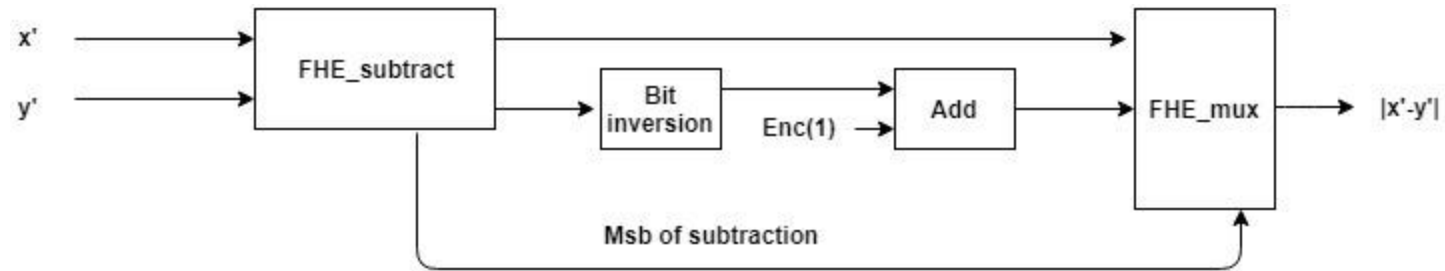 x'
y'
FHE_subtract
Bit
inversion
Enc(1)
Add
FHE_mux
|x'-y'|
Msb of subtraction